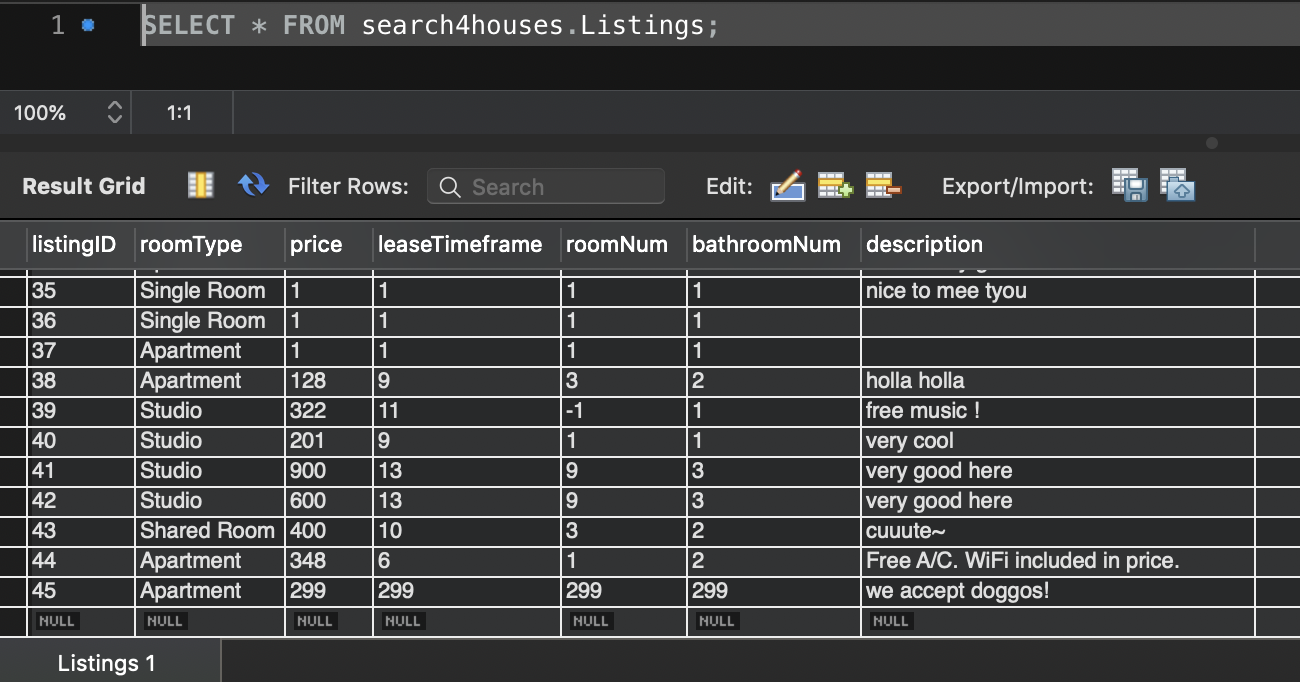 1 SELECT * FROM search4houses.Listings;
100% 1:1
Result Grid Filter Rows: Search Edit: Export/Import:
listingID roomType price leaseTimeframe roomNum bathroomNum description
35 Single Room 1 1 1 1 nice to mee tyou
36 Single Room 1 1 1 1
37 Apartment 1 1 1 1
38 Apartment 128 9 3 2 holla holla
39 Studio 322 11 -1 1 free music !
40 Studio 201 9 1 1 very cool
41 Studio 900 13 9 3 very good here
42 Studio 600 13 9 3 very good here
43 Shared Room 400 10 3 2 cuuute~
44 Apartment 348 6 1 2 Free A/C. WiFi included in price.
45 Apartment 299 299 299 299 we accept doggos!
NULL NULL NULL NULL NULL NULL NULL
Listings 1